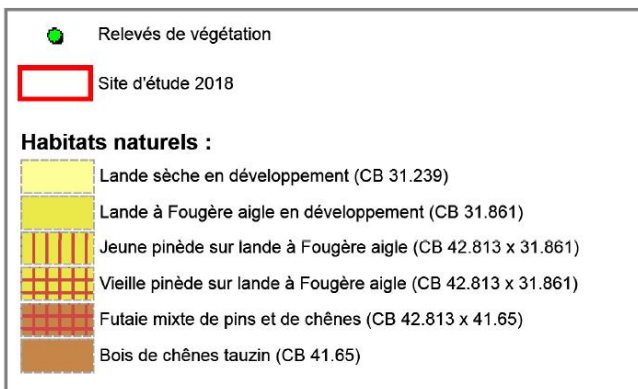 Relevés de végétation
Site d'étude 2018
Habitats naturels :
Lande sèche en développement (CB 31.239)
Lande à Fougère aigle en développement (CB 31.861)
Jeune pinède sur lande à Fougère aigle (CB 42.813 x 31.861)
Vieille pinède sur lande à Fougère aigle (CB 42.813 x 31.861)
Futaie mixte de pins et de chênes (CB 42.813 x 41.65)
Bois de chênes tauzin (CB 41.65)